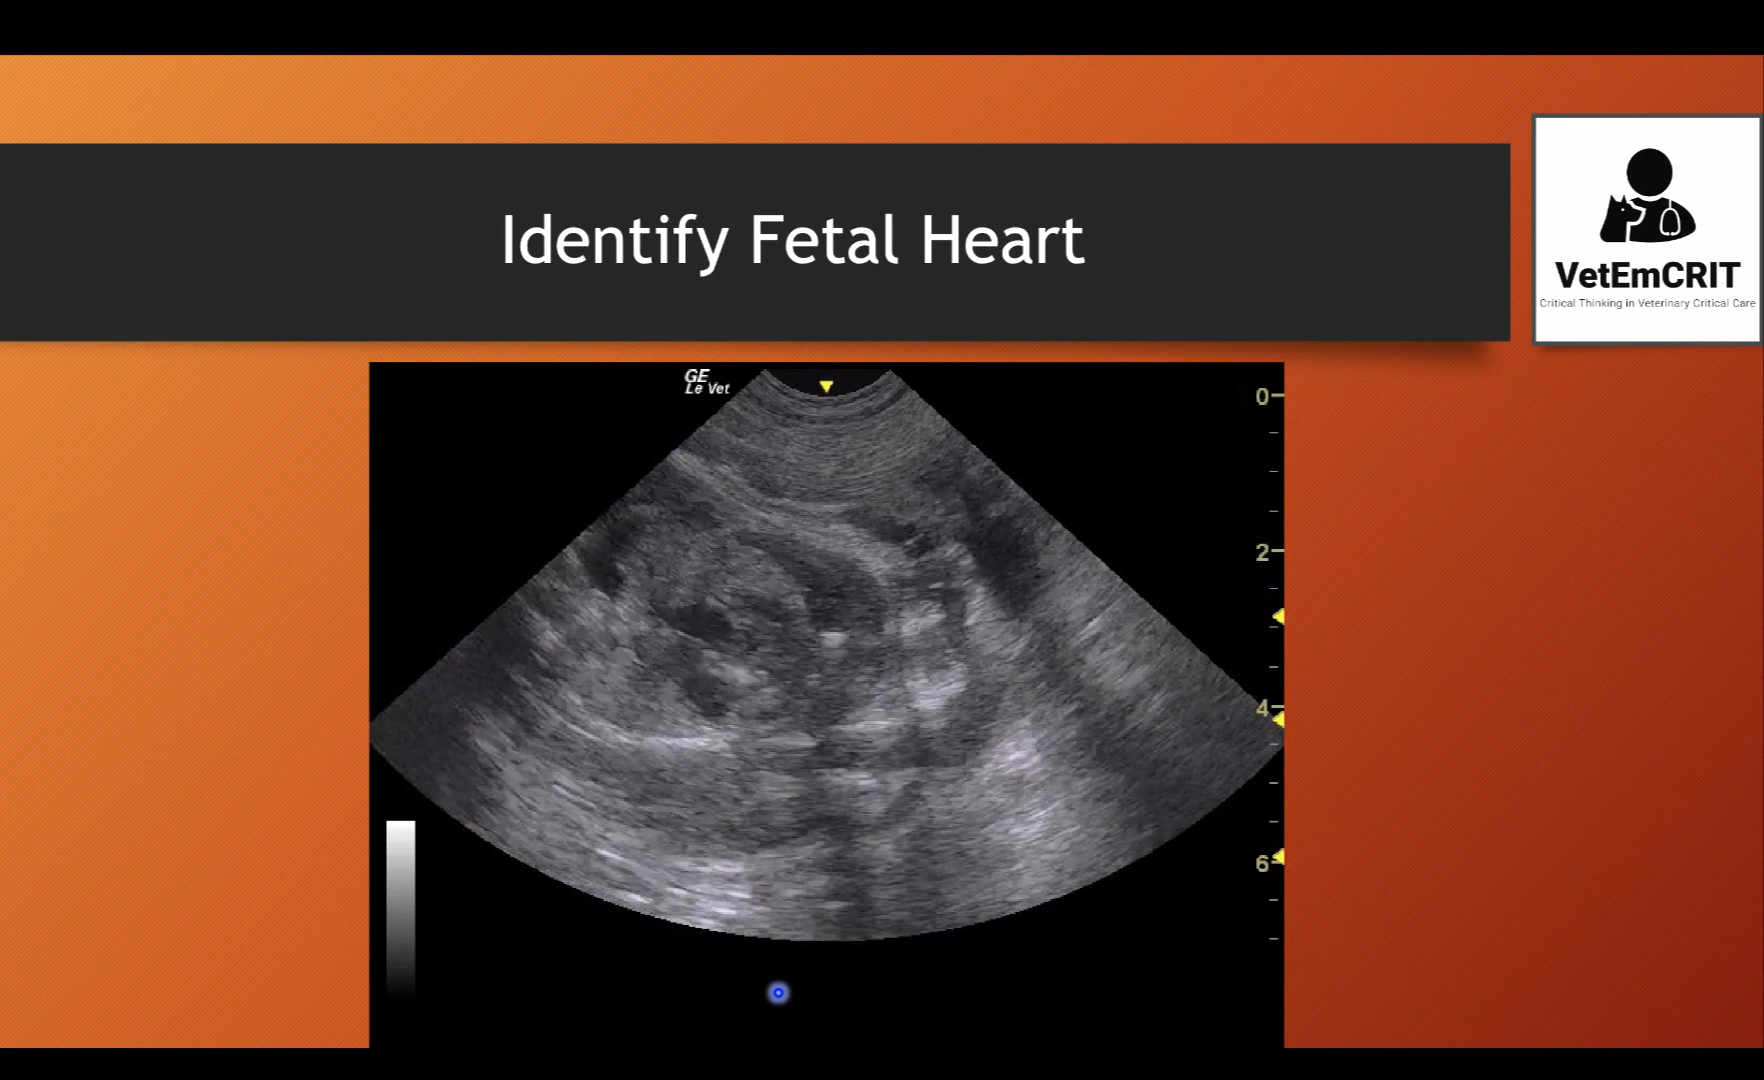 Identify Fetal Heart
VetEmCRIT
Critical Thinking in Veterinary Critical Care
GE
Le Vet
0
2
4
6